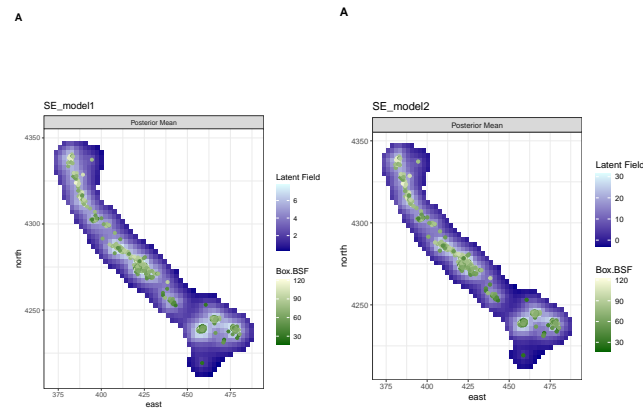 A
SE_model1
Posterior Mean
4350
4300
4250
north
375
400
425
450
475
east
Latent Field
6
4
2
Box.BSF
120
90
60
30
A
SE_model2
Posterior Mean
4350
4300
4250
north
375
400
425
450
475
east
Latent Field
30
20
10
0
Box.BSF
120
90
60
30